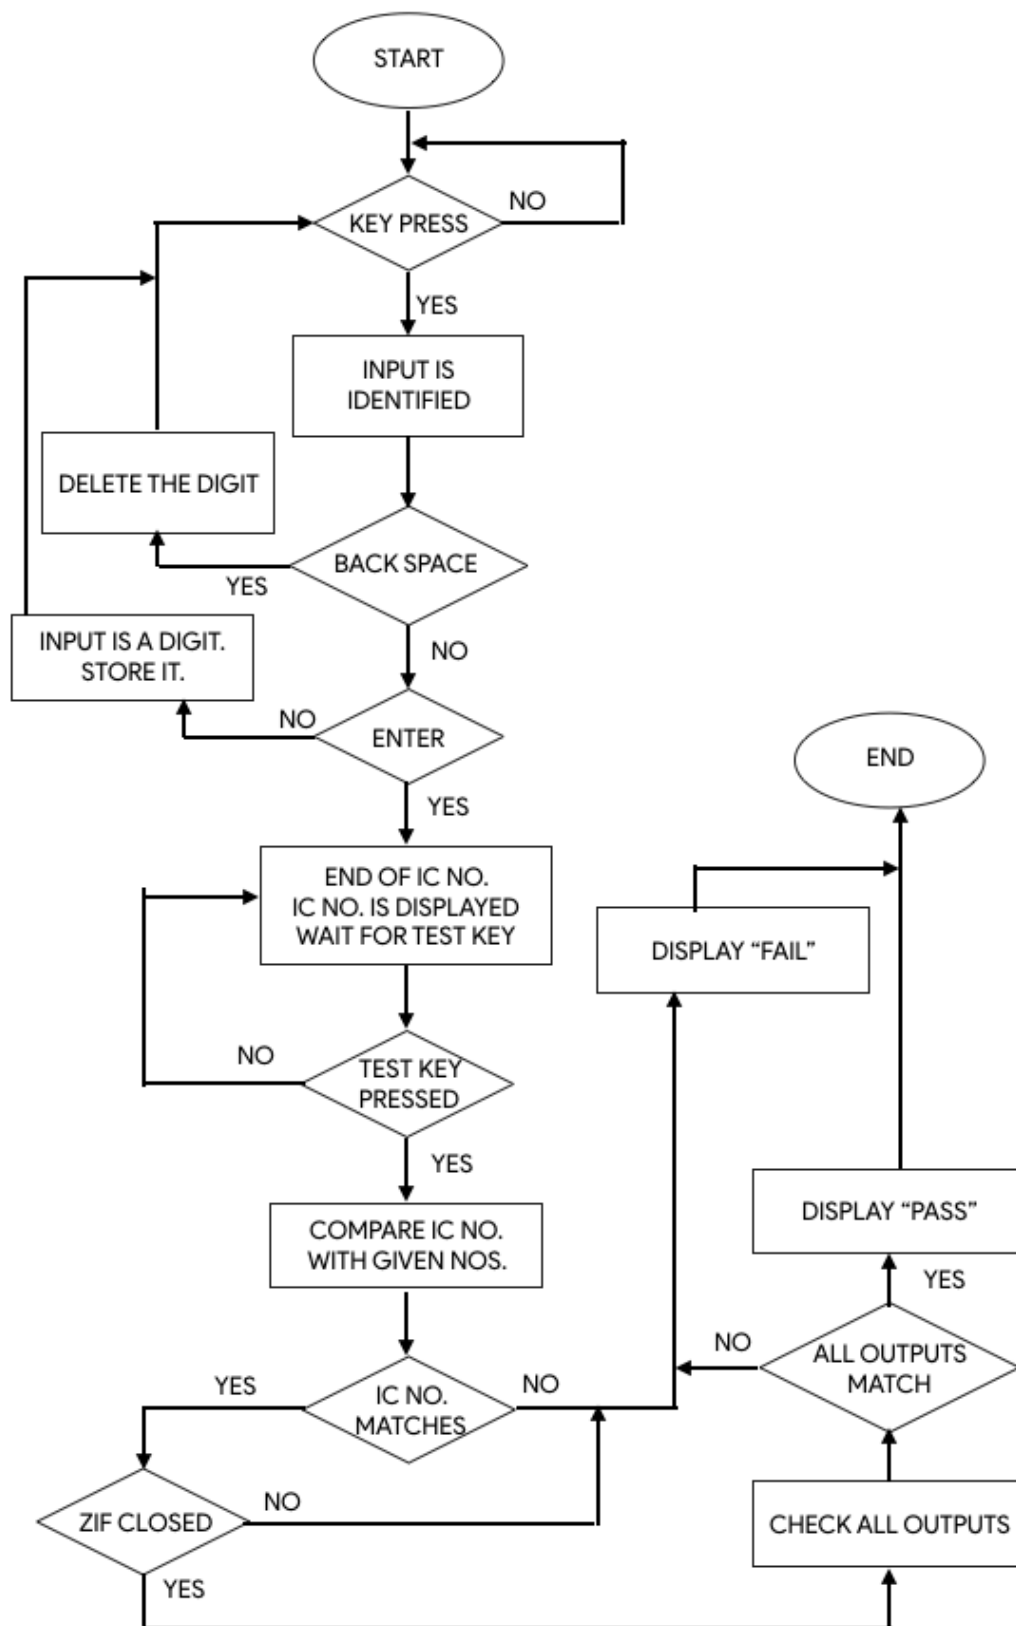 START
KEY PRESS
NO
YES
INPUT IS
IDENTIFIED
DELETE THE DIGIT
BACK SPACE
YES
INPUT IS A DIGIT.
STORE IT.
NO
NO
ENTER
YES
END
END OF IC NO.
IC NO. IS DISPLAYED
WAIT FOR TEST KEY
DISPLAY “FAIL”
NO
TEST KEY
PRESSED
YES
COMPARE IC NO.
WITH GIVEN NOS.
DISPLAY “PASS”
YES
NO
ALL OUTPUTS
MATCH
YES
IC NO.
MATCHES
NO
ZIF CLOSED
NO
CHECK ALL OUTPUTS
YES